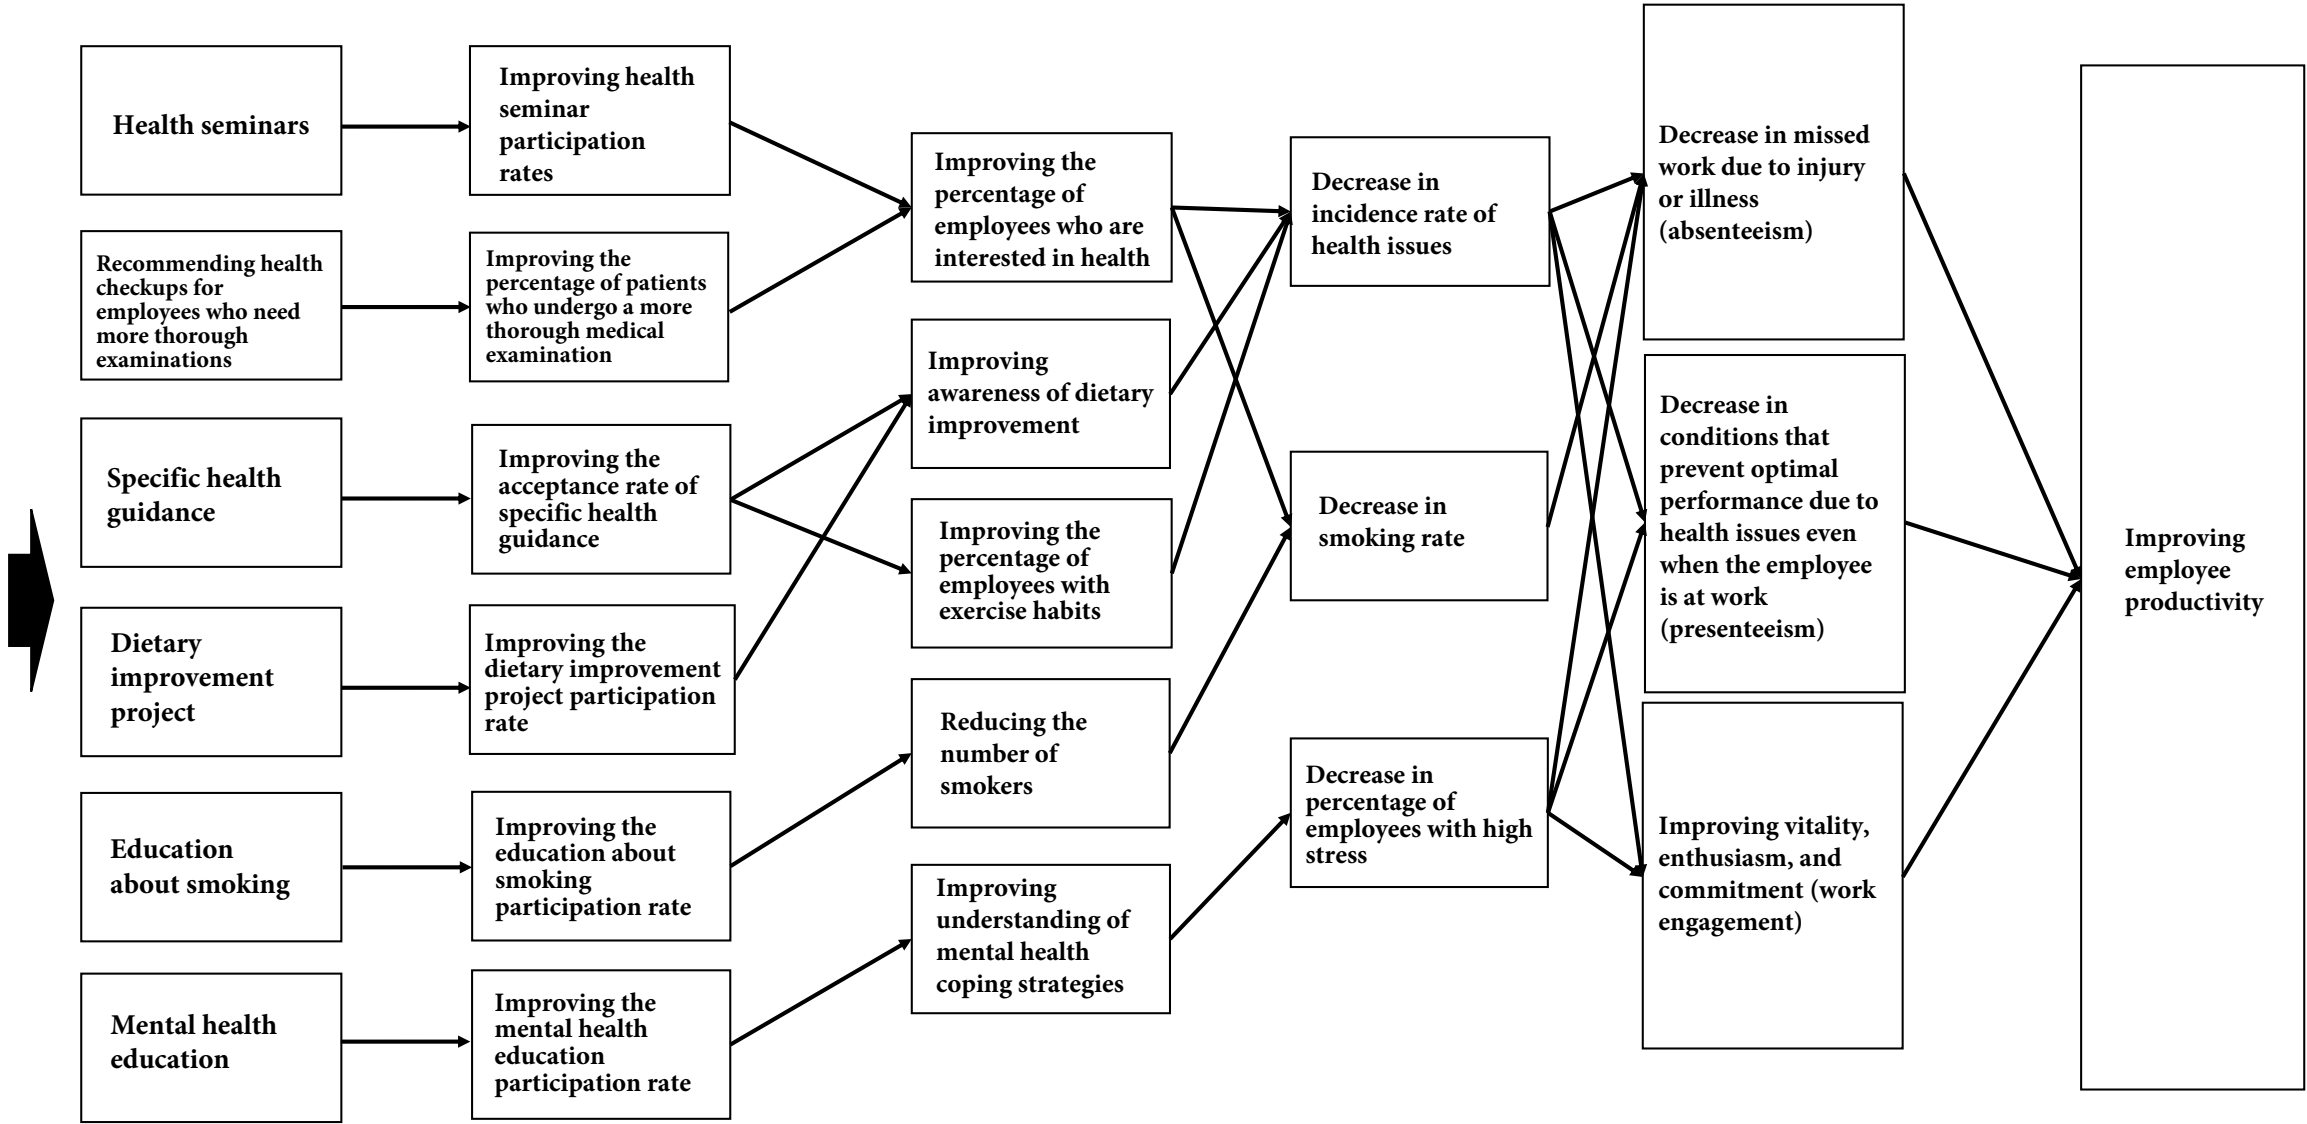 Health seminars
Recommending health
checkups for
employees who need
more thorough
examinations
Specific health
guidance
Dietary
improvement
project
Education
about smoking
Mental health
education
Improving health
seminar
participation
rates
Improving the
percentage of patients
who undergo a more
thorough medical
examination
Improving the
acceptance rate of
specific health
guidance
Improving the
dietary improvement
project participation
rate
Improving the
education about
smoking
participation rate
Improving the
mental health
education
participation rate
Improving the
percentage of
employees who are
interested in health
Improving
awareness of dietary
improvement
Improving the
percentage of
employees with
exercise habits
Reducing the
number of
smokers
Improving
understanding of
mental health
coping strategies
Decrease in
incidence rate of
health issues
Decrease in
smoking rate
Decrease in
percentage of
employees with high
stress
Decrease in missed
work due to injury
or illness
(absenteeism)
Decrease in
conditions that
prevent optimal
performance due to
health issues even
when the employee
is at work
(presenteeism)
Improving vitality,
enthusiasm, and
commitment (work
engagement)
Improving
employee
productivity